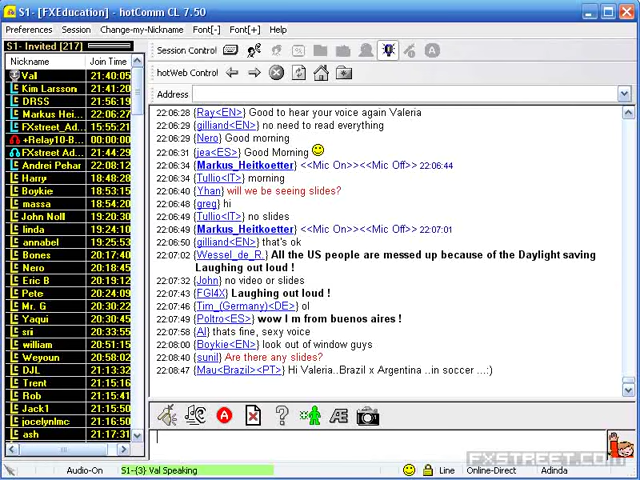 S1- [FXEducation] - hotComm CL 7.50
Preferences Session Change-my-Nickname Font[-] Font[+] Help
S1- Invited [217]
Nickname Join Time
Val 21:40:05
Kim Larsson 21:41:20
DRSS 21:56:19
Markus Hei... 22:06:27
FXstreet_Ad... 15:55:21
+Relay10-B... 00:00:00
FXstreet Ad... 21:44:29
Andrei Pehar 22:08:12
Harry 18:48:28
Boykie 18:53:15
massa 18:54:20
John Noll 19:20:30
linda 19:24:03
annabel 19:25:53
Bones 20:17:40
Nero 20:18:38
Eric B 20:19:24
Pete 20:24:09
Mr. G 20:30:22
Yaqui 20:30:45
sri 20:33:55
william 20:51:15
Weyoun 20:58:02
DJL 21:13:32
Trent 21:15:16
Rob 21:15:41
Jack1 21:15:50
jocelynlmc 21:16:50
ash 21:17:31
Session Control
hotWeb Control
Address
22:06:28 {Ray<EN>} Good to hear your voice again Valeria
22:06:29 {gilliand<EN>} no need to read everything
22:06:29 {Nero} Good morning
22:06:31 {jea<ES>} Good Morning
22:06:34 {Markus_Heitkoetter} <<Mic On>><<Mic Off>> 22:06:44
22:06:34 {Tullio<IT>} morning
22:06:40 {Yhan} will we be seeing slides?
22:06:46 {greg} hi
22:06:49 {Tullio<IT>} no slides
22:06:49 {Markus_Heitkoetter} <<Mic On>><<Mic Off>> 22:07:01
22:06:50 {gilliand<EN>} that's ok
22:07:02 {Wessel_de_R.} All the US people are messed up because of the Daylight saving
Laughing out loud !
22:07:32 {John} no video or slides
22:07:43 {FGI4X} Laughing out loud !
22:07:46 {Tim_(Germany)<DE>} ol
22:07:49 {Poltro<ES>} wow I m from buenos aires !
22:07:58 {Al} thats fine, sexy voice
22:08:00 {Boykie<EN>} look out of window guys
22:08:40 {sunil} Are there any slides?
22:08:47 {Mau<Brazil><PT>} Hi Valeria..Brazil x Argentina ..in soccer ...:)
FXSTREET.COM
Audio-On S1-{3} Val Speaking Line Online-Direct Adinda